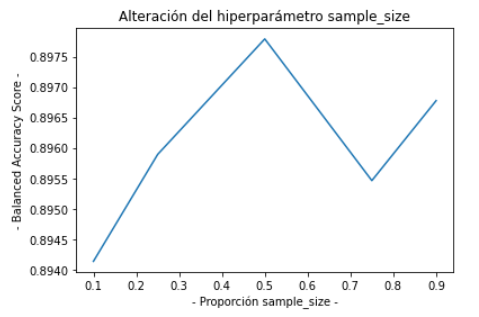 Alteración del hiperparámetro sample_size
- Balanced Accuracy Score -
0.8975
0.8970
0.8965
0.8960
0.8955
0.8950
0.8945
0.8940
0.1 0.2 0.3 0.4 0.5 0.6 0.7 0.8 0.9
- Proporción sample_size -